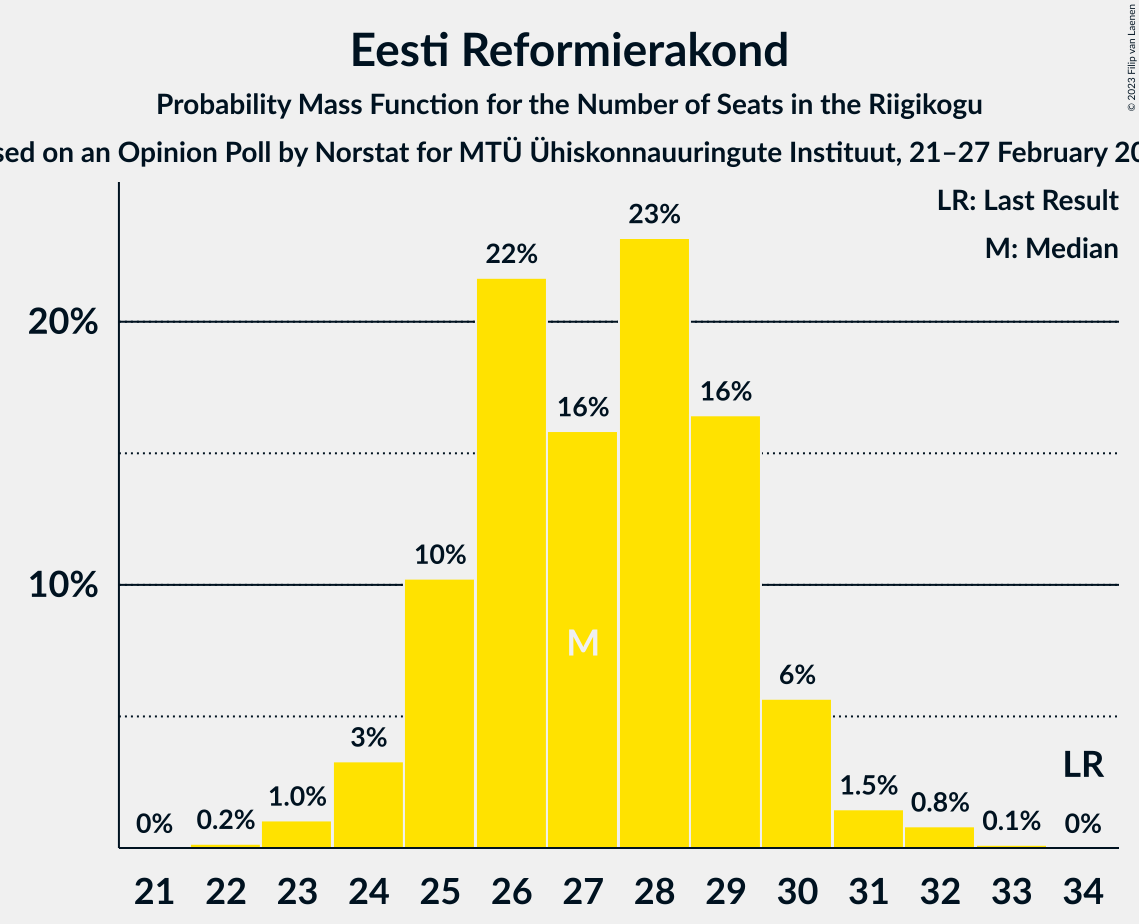 Eesti Reformierakond
Probability Mass Function for the Number of Seats in the Riigikogu
on an Opinion Poll by Norstat for MTÜ Ühiskonnauuringute Instituut, 21–27 February
© 2023 Filip van Laenen
LR: Last Result
M: Median
20%
10%
0%
0.2%
1.0%
3%
10%
22%
16%
23%
16%
6%
1.5%
0.8%
0.1%
0%
M
LR
21 22 23 24 25 26 27 28 29 30 31 32 33 34